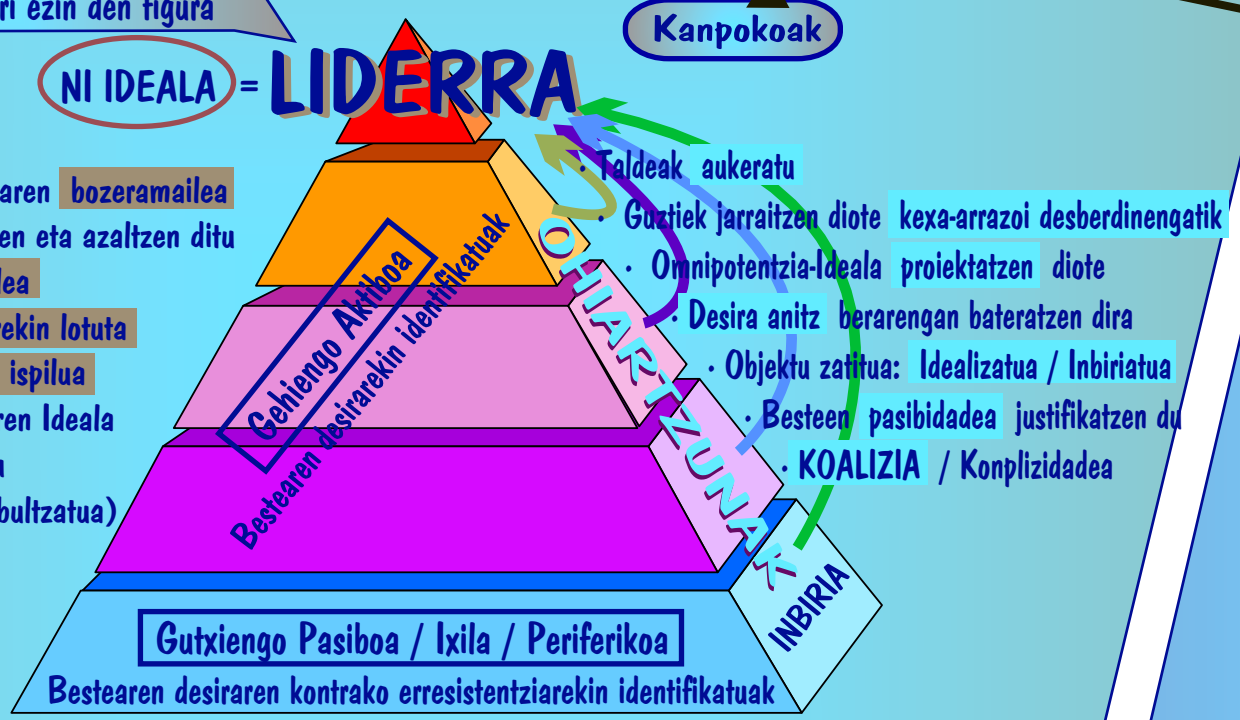 ri ezin den figura
Kanpokoak
NI IDEALA = LIDERRA
aren bozeramailea
en eta azaltzen ditu
lea
rekin lotuta
ispilua
ren Ideala
u
bultzatua)
· Taldeak aukeratu
· Guztiek jarraitzen diote kexa-arrazoi desberdinengatik
· Omnipotentzia-Ideala proiektatzen diote
· Desira anitz berarengan bateratzen dira
· Objektu zatitua: Idealizatua / Inbiriatua
· Besteen pasibidadea justifikatzen du
· KOALIZIA / Konplizidadea
OHIARTZUNAK
Gehiengo Aktiboa
Bestearen desirarekin identifikatuak
INBIRIA
Gutxiengo Pasiboa / Ixila / Periferikoa
Bestearen desiraren kontrako erresistentziarekin identifikatuak